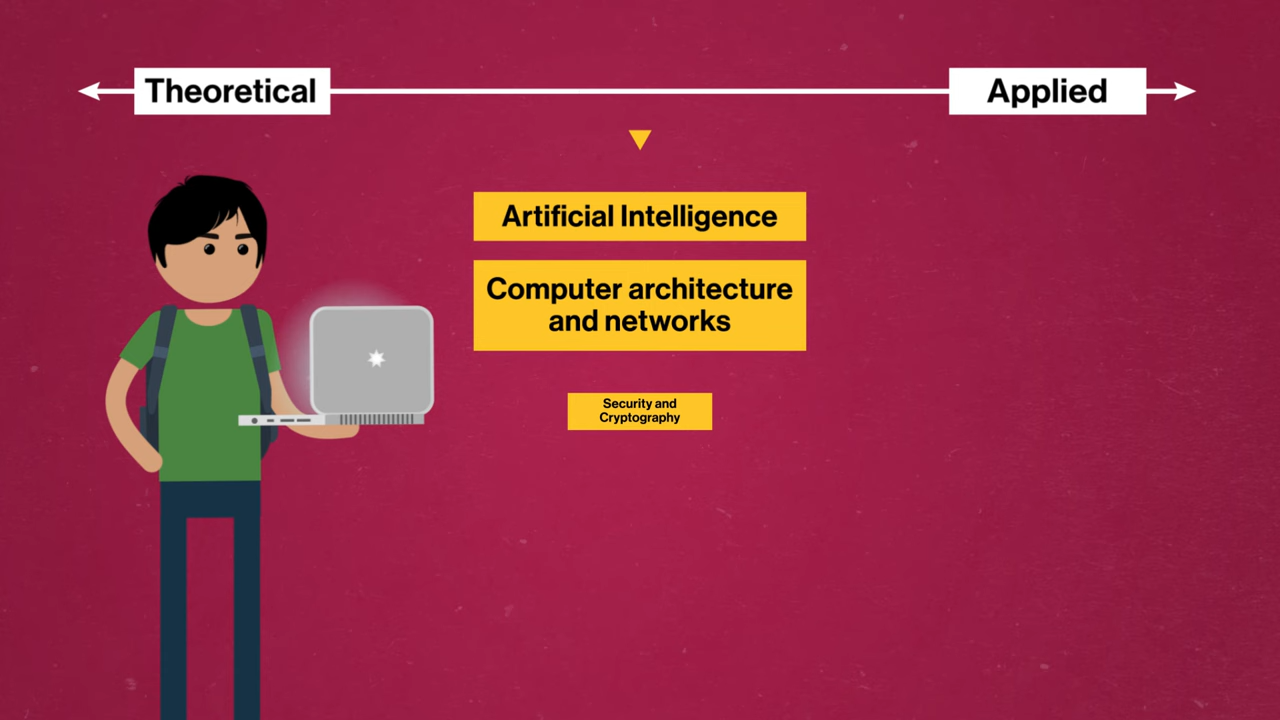 Theoretical
Applied
Artificial Intelligence
Computer architecture
and networks
Security and
Cryptography